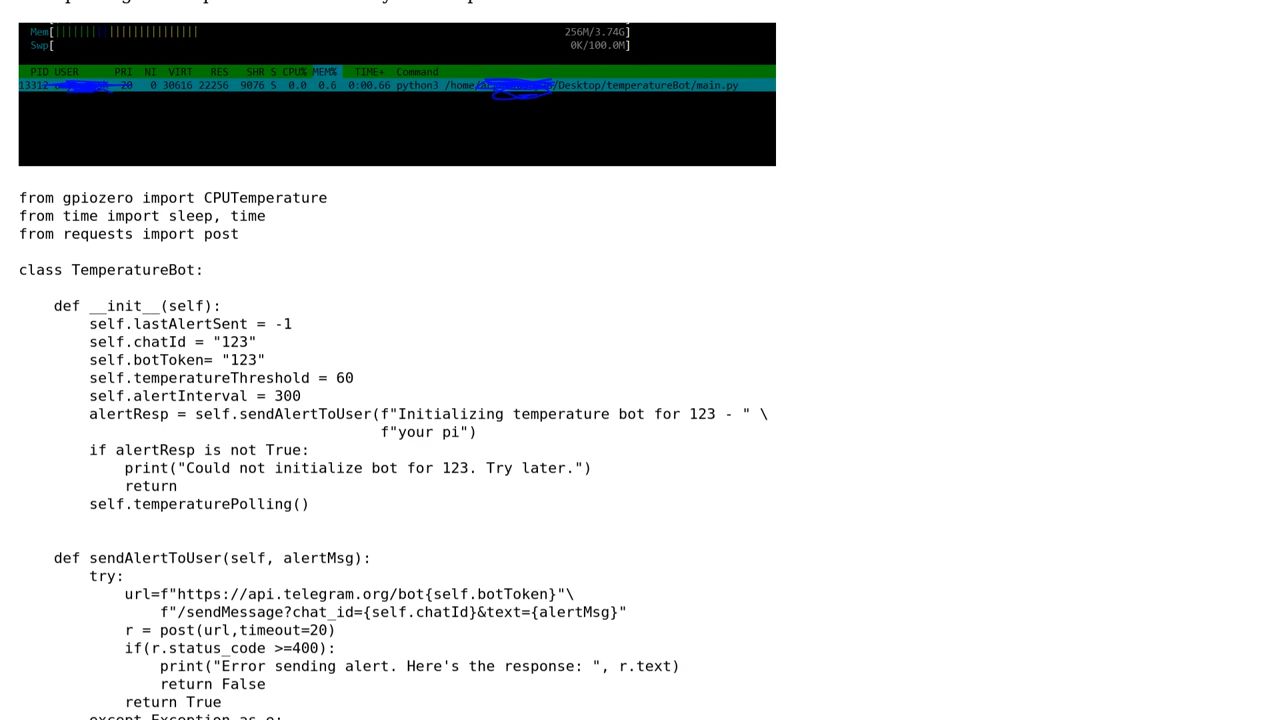 Mem[||||||||||||||||||||||||256M/3.74G]
Swp[ 0K/100.0M]
PID USER PRI NI VIRT RES SHR S CPU% MEM% TIME+ Command
13312 20 0 30616 22256 9076 S 0.0 0.6 0:00.66 python3 /home/ /Desktop/temperatureBot/main.py
from gpiozero import CPUTemperature
from time import sleep, time
from requests import post
class TemperatureBot:
def __init__(self):
self.lastAlertSent = -1
self.chatId = "123"
self.botToken= "123"
self.temperatureThreshold = 60
self.alertInterval = 300
alertResp = self.sendAlertToUser(f"Initializing temperature bot for 123 - " \
f"your pi")
if alertResp is not True:
print("Could not initialize bot for 123. Try later.")
return
self.temperaturePolling()
def sendAlertToUser(self, alertMsg):
try:
url=f"https://api.telegram.org/bot{self.botToken}"\
f"/sendMessage?chat_id={self.chatId}&text={alertMsg}"
r = post(url,timeout=20)
if(r.status_code >=400):
print("Error sending alert. Here's the response: ", r.text)
return False
return True
except Exception as e: